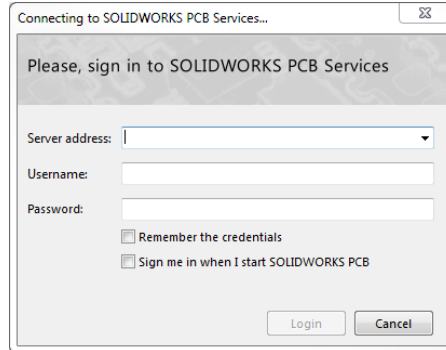 Connecting to SOLIDWORKS PCB Services...
Please, sign in to SOLIDWORKS PCB Services
Server address:
Username:
Password:
Remember the credentials
Sign me in when I start SOLIDWORKS PCB
Login Cancel